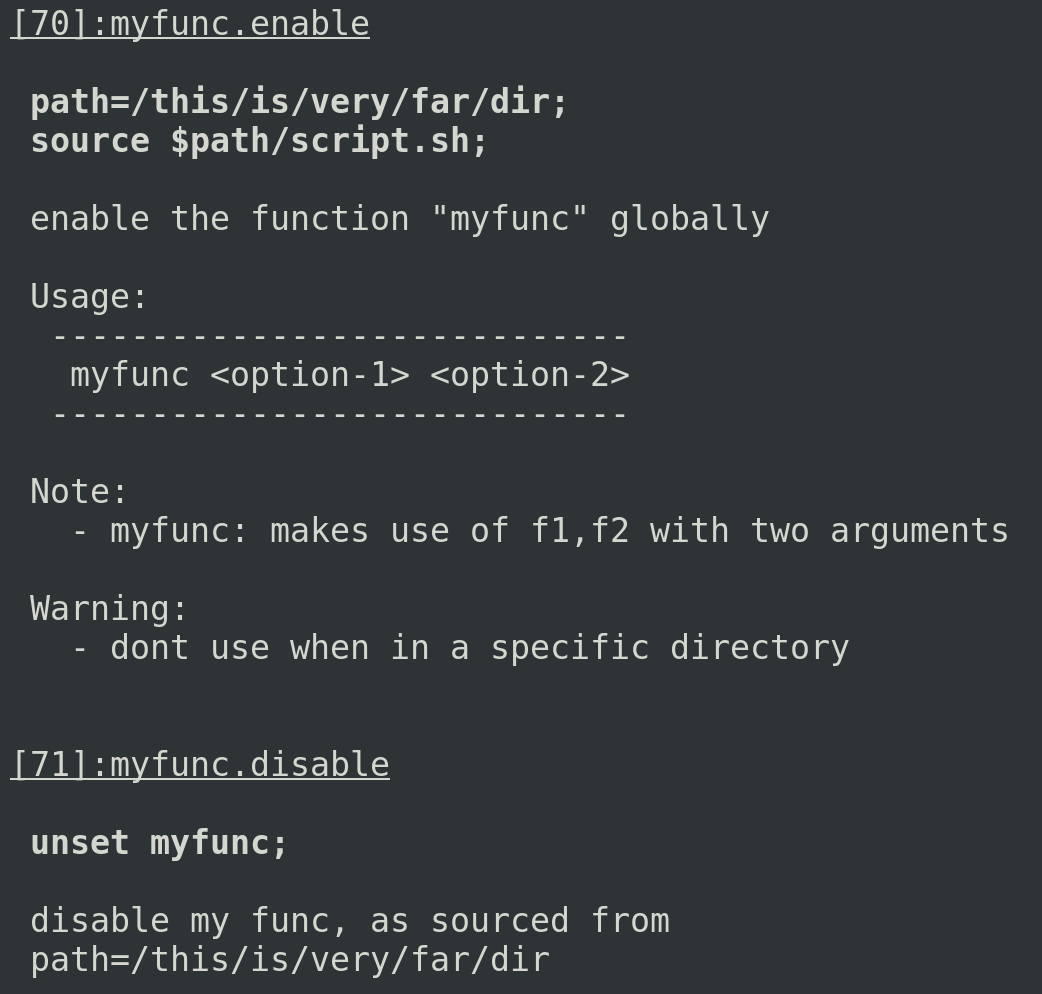 [70]:myfunc.enable
path=/this/is/very/far/dir;
source $path/script.sh;
enable the function "myfunc" globally
Usage:
-----------------------------
myfunc <option-1> <option-2>
-----------------------------
Note:
- myfunc: makes use of f1,f2 with two arguments
Warning:
- dont use when in a specific directory
[71]:myfunc.disable
unset myfunc;
disable my func, as sourced from
path=/this/is/very/far/dir